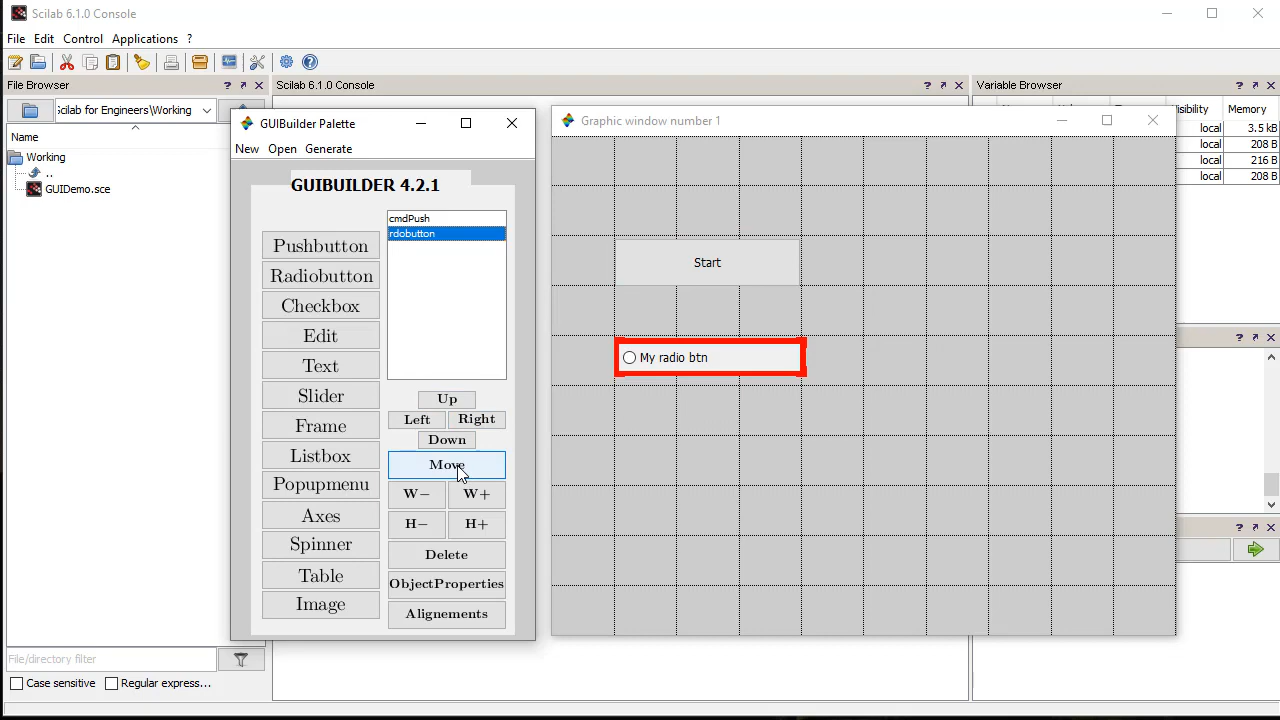 Scilab 6.1.0 Console
File Edit Control Applications ?
File Browser
Scilab 6.1.0 Console
Variable Browser
cilab for Engineers\Working
Name
Working
..
GUIDemo.sce
File/directory filter
Case sensitive
Regular express...
GUIBuilder Palette
New Open Generate
GUIBUILDER 4.2.1
Pushbutton
Radiobutton
Checkbox
Edit
Text
Slider
Frame
Listbox
Popupmenu
Axes
Spinner
Table
Image
cmdPush
rdobutton
Up
Left Right
Down
Move
W- W+
H- H+
Delete
ObjectProperties
Alignements
Graphic window number 1
Start
My radio btn
Memory
local 3.5 kB
local 208 B
local 216 B
local 208 B